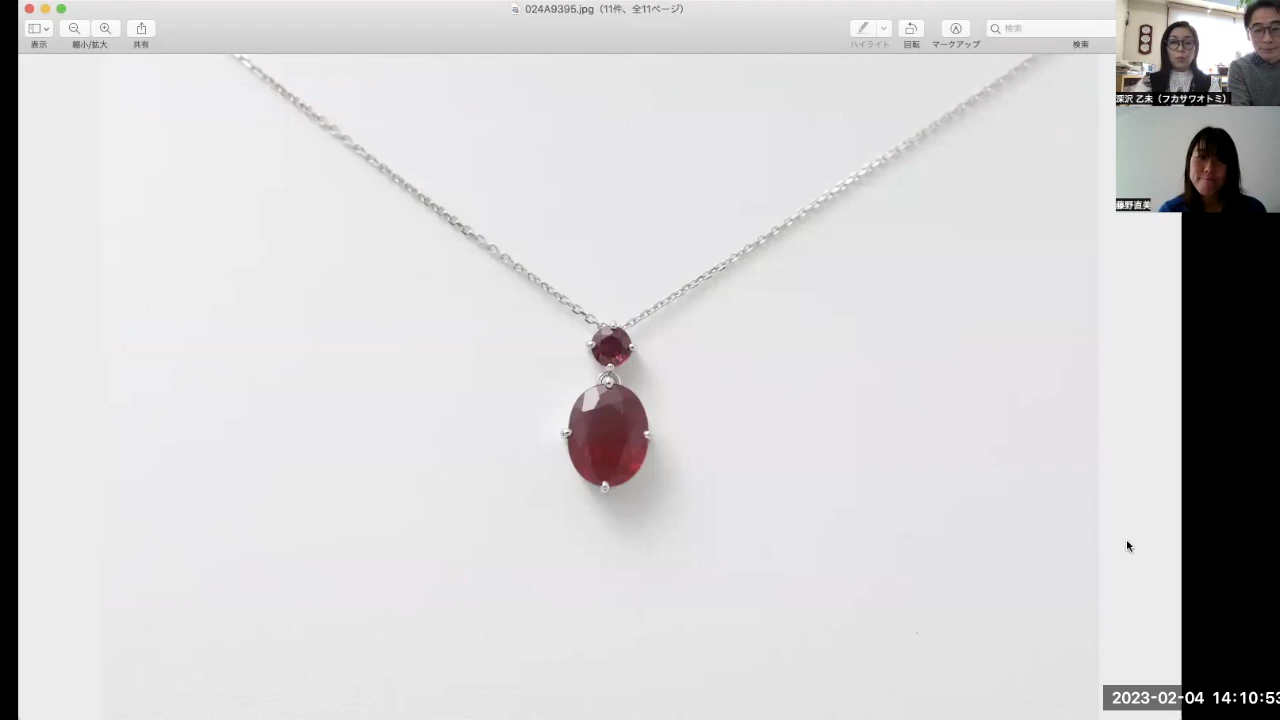 024A9395.jpg（11件、全11ページ）
表示
縮小/拡大
共有
ハイライト
回転
マークアップ
検索
検索
深沢 乙未（フカサワオトミ）
藤野直美
2023-02-04 14:10:53